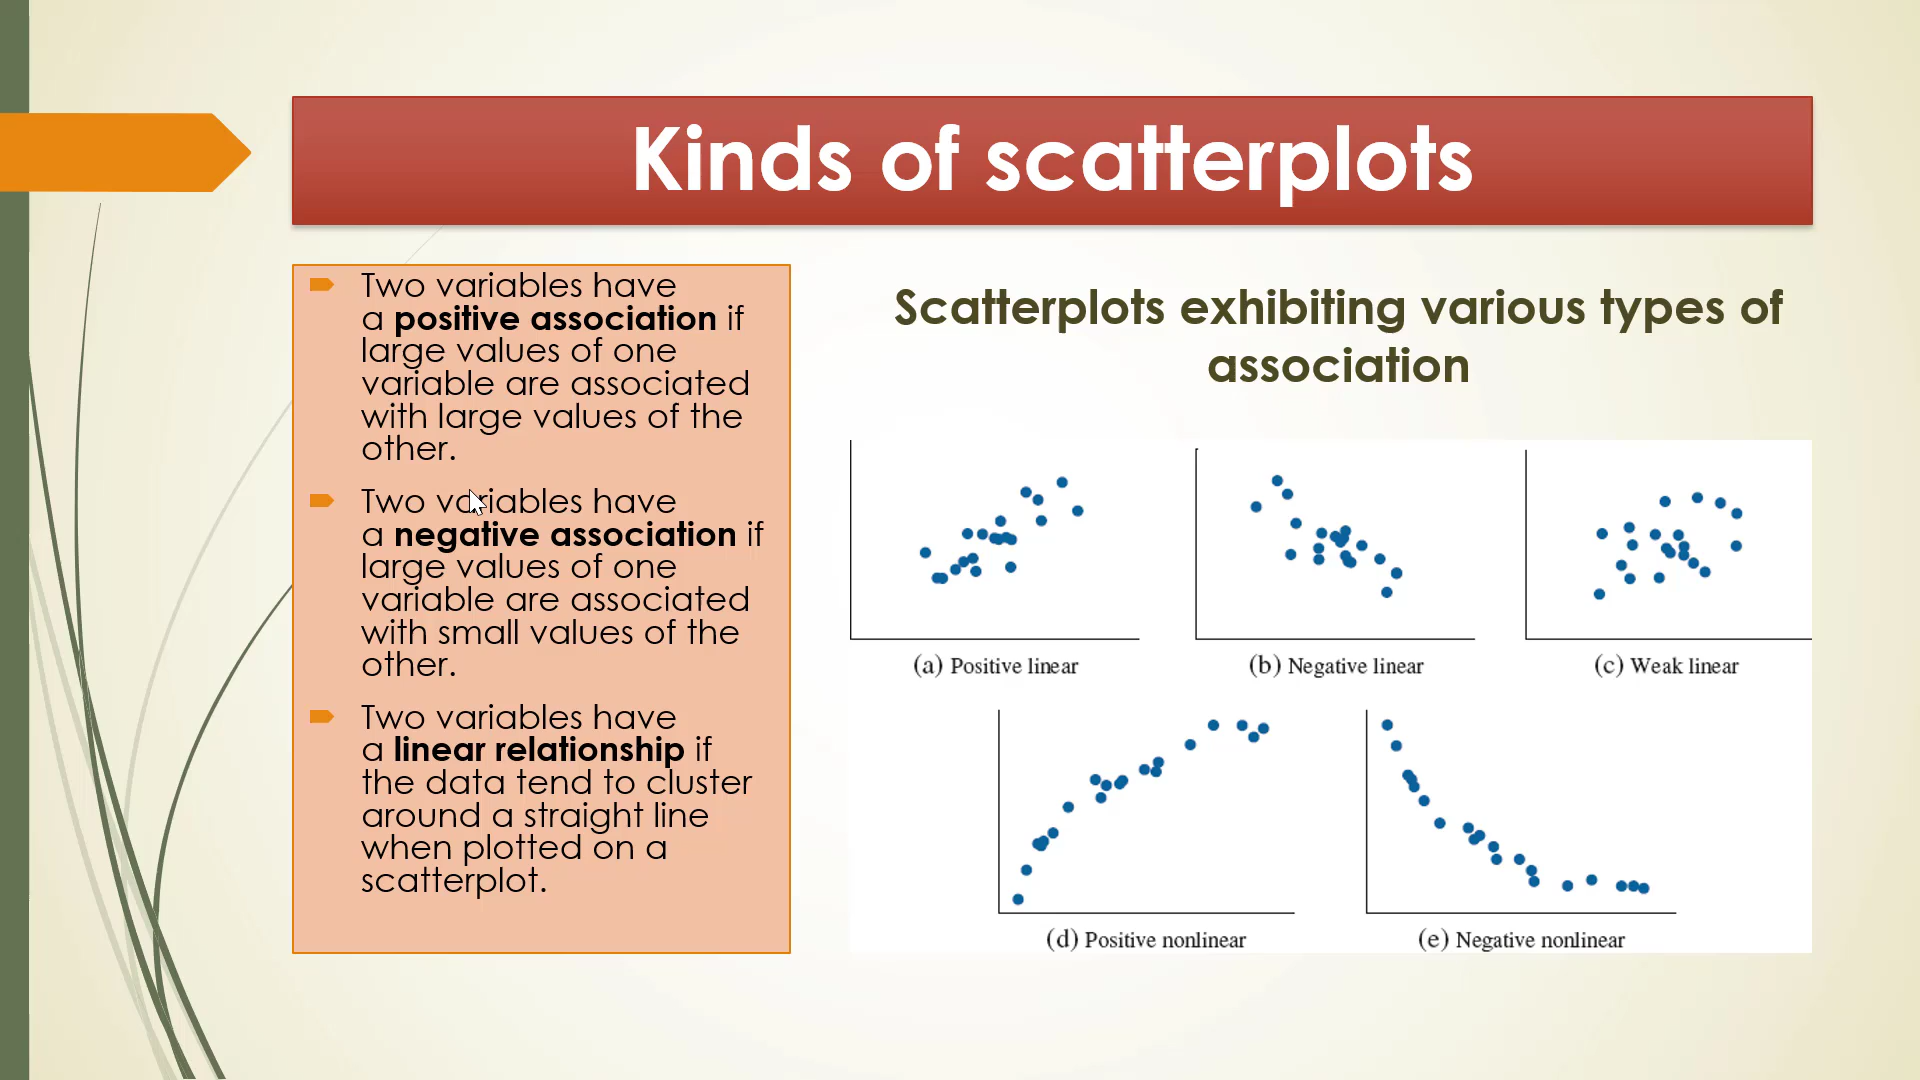 Kinds of scatterplots
Two variables have
a positive association if
large values of one
variable are associated
with large values of the
other.
Two variables have
a negative association if
large values of one
variable are associated
with small values of the
other.
Two variables have
a linear relationship if
the data tend to cluster
around a straight line
when plotted on a
scatterplot.
Scatterplots exhibiting various types of
association
(a) Positive linear
(b) Negative linear
(c) Weak linear
(d) Positive nonlinear
(e) Negative nonlinear